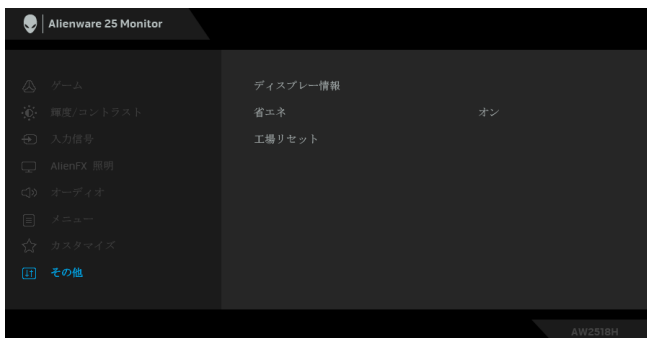 Alienware 25 Monitor
ゲーム
輝度/コントラスト
入力信号
AlienFX 照明
オーディオ
メニュー
カスタマイズ
その他
ディスプレー情報
省エネ オン
工場リセット
AW2518H